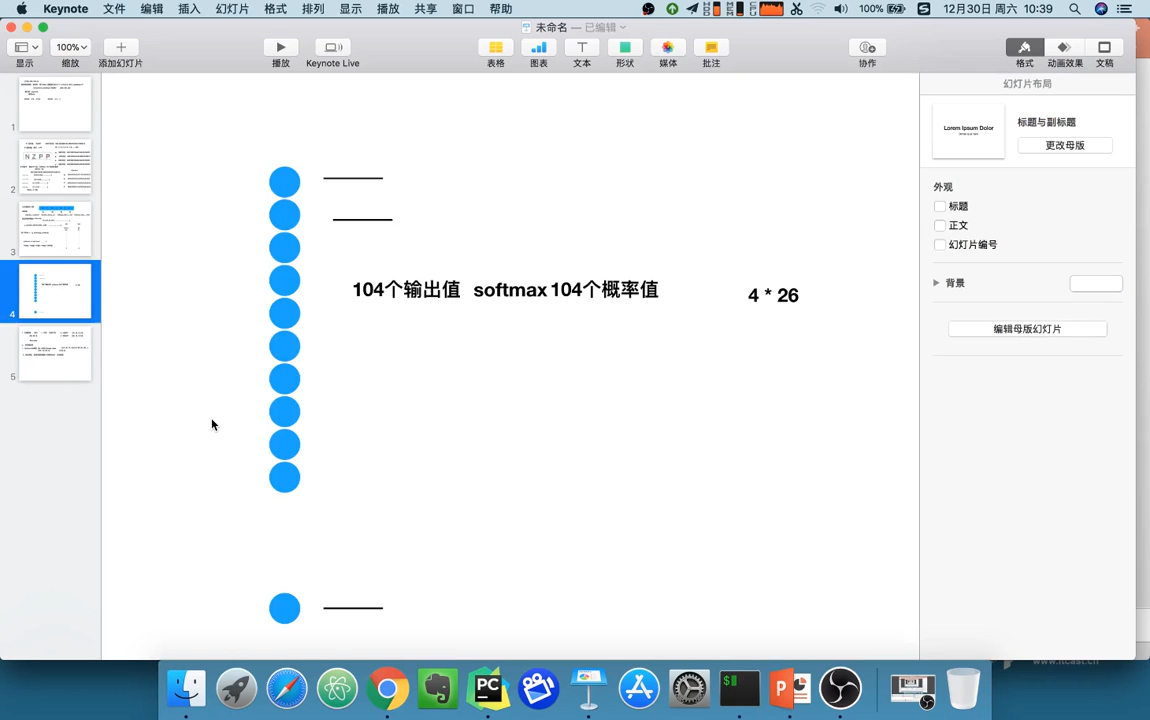 Keynote 文件 编辑 插入 幻灯片 格式 排列 显示 播放 共享 窗口 帮助 100% 12月30日 周六 10:39
未命名 — 已编辑
100%
显示 缩放 添加幻灯片 播放 Keynote Live 表格 图表 文本 形状 媒体 批注 协作 格式 动画效果 文稿
幻灯片布局
Lorem Ipsum Dolor
标题与副标题
更改母版
外观
标题
正文
幻灯片编号
背景
编辑母版幻灯片
1
NZPP
2
3
4
5
104个输出值 softmax 104个概率值 4 * 26
www.itcast.cn
PC
$
P